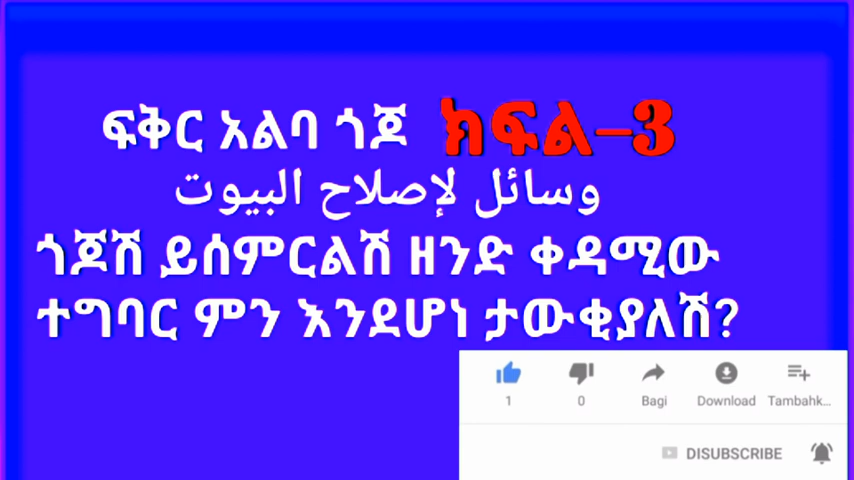 ፍቅር አልባ ጎጆ ክፍል-3
وسائل لإصلاح البيوت
ጎጆሽ ይሰምርልሽ ዘንድ ቀዳሚው
ተግባር ምን እንደሆነ ታውቂያለሽ?
1 0 Bagi Download Tambahk...
DISUBSCRIBE